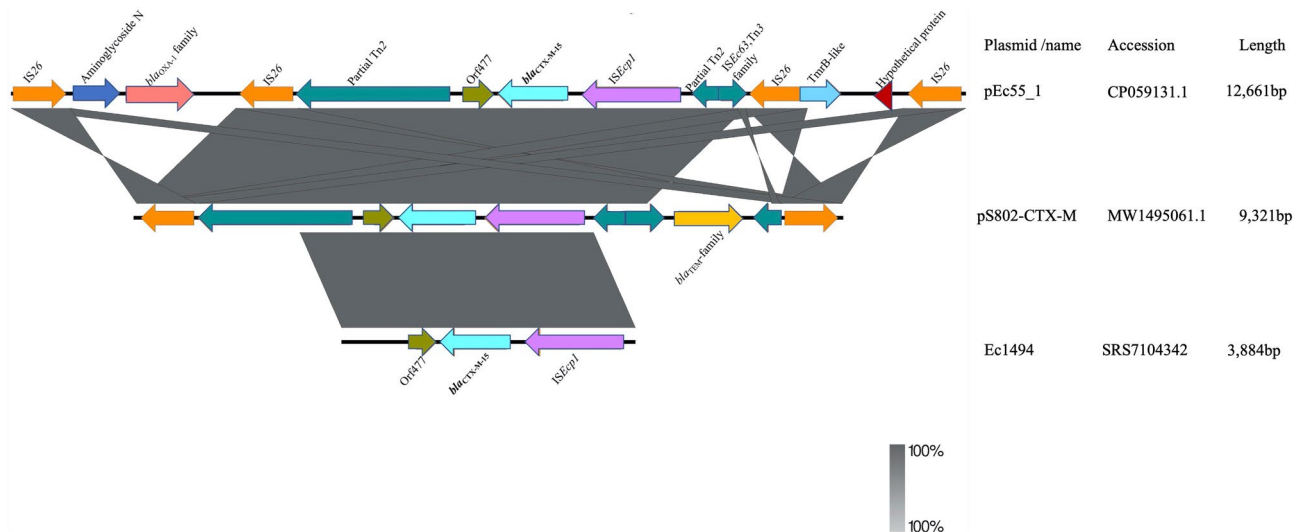 IS26
Aminoglycoside N
blaOXA-1 family
IS26
Partial Tn2
Orf477
blaCTX-M-15
ISEcp1
Partial Tn2
ISEc63,Tn3
family
IS26
TmrB-like
Hypothetical protein
IS26
Plasmid /name Accession Length
pEc55_1 CP059131.1 12,661bp
pS802-CTX-M MW1495061.1 9,321bp
blaTEM-family
Ec1494 SRS7104342 3,884bp
Orf477
blaCTX-M-15
ISEcp1
100%
100%